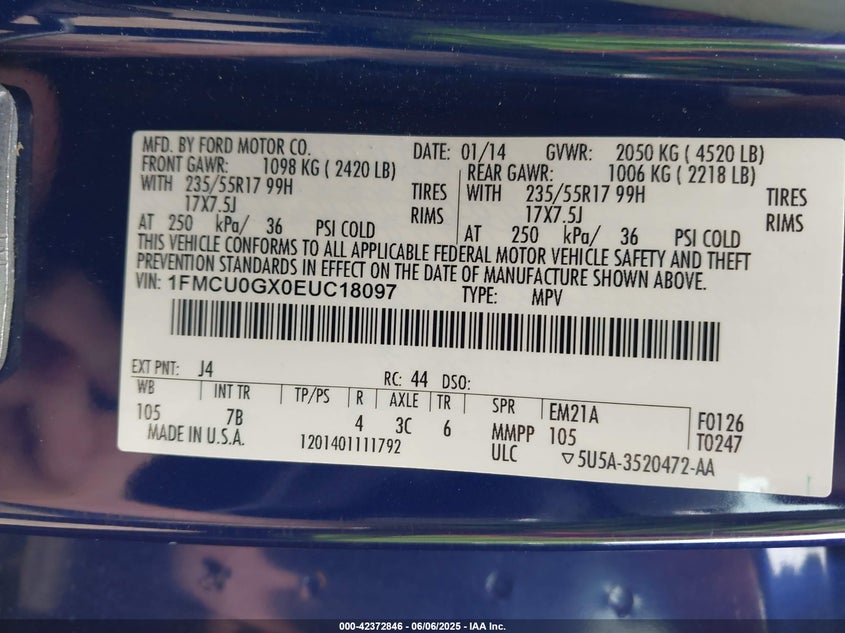 MFD. BY FORD MOTOR CO. DATE: 01/14 GVWR: 2050 KG ( 4520 LB)
FRONT GAWR: 1098 KG ( 2420 LB) REAR GAWR: 1006 KG ( 2218 LB)
WITH 235/55R17 99H TIRES WITH 235/55R17 99H TIRES
17X7.5J RIMS 17X7.5J RIMS
AT 250 kPa/ 36 PSI COLD AT 250 kPa/ 36 PSI COLD
THIS VEHICLE CONFORMS TO ALL APPLICABLE FEDERAL MOTOR VEHICLE SAFETY AND THEFT
PREVENTION STANDARDS IN EFFECT ON THE DATE OF MANUFACTURE SHOWN ABOVE.
VIN: 1FMCU0GX0EUC18097 TYPE: MPV
EXT PNT: J4 RC: 44 DSO:
WB INT TR TP/PS R AXLE TR SPR EM21A F0126
105 7B 4 3C 6 MMPP 105 T0247
MADE IN U.S.A. 1201401111792 ULC ▽5U5A-3520472-AA
000-42372846 - 06/06/2025 - IAA Inc.